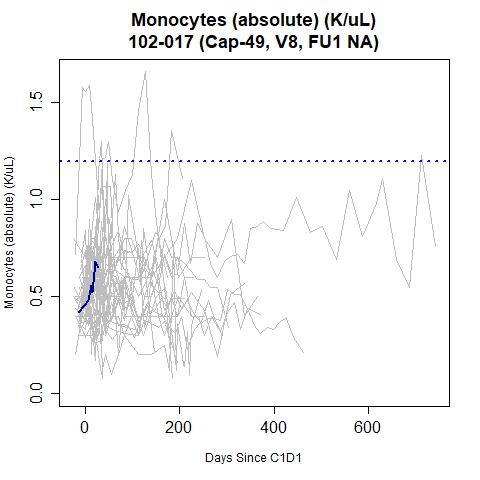 Monocytes (absolute) (K/uL)
102-017 (Cap-49, V8, FU1 NA)
Monocytes (absolute) (K/uL)
1.5
1.0
0.5
0.0
0 200 400 600
Days Since C1D1